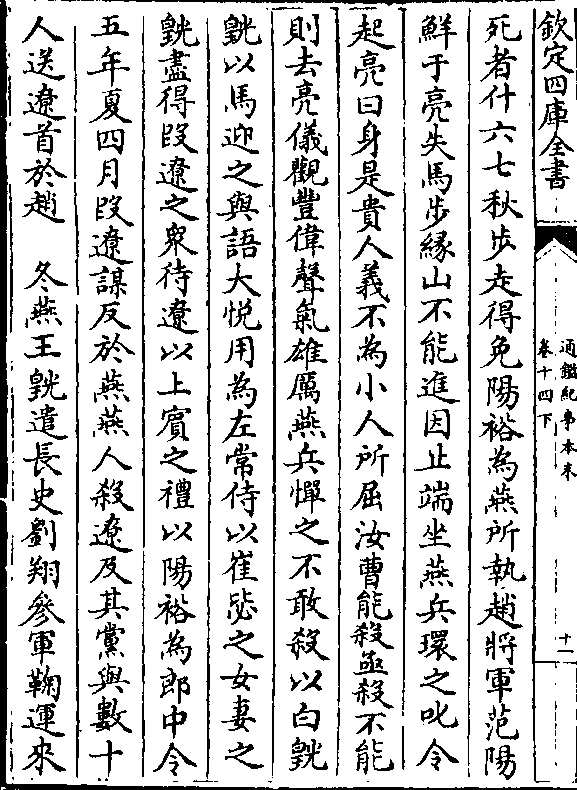 欽定四庫全書
通鑑紀事本末
卷十四下
十一
死者什六七秋步走得免陽裕為燕所執趙將軍范陽
鮮于亮失馬步緣山不能進因止端坐燕兵環之叱令
起亮曰身是貴人義不為小人所屈汝曹能殺亟殺不能
則去亮儀觀豐偉聲氣雄厲燕兵憚之不敢殺以白皝
皝以馬迎之與語大悅用為左常侍以崔毖之女妻之
皝盡得段遼之衆待遼以上賓之禮以陽裕為郎中令
五年夏四月段遼謀反於燕燕人殺遼及其黨與數十
人送遼首於趙　冬燕王皝遣長史劉翔參軍鞠運來